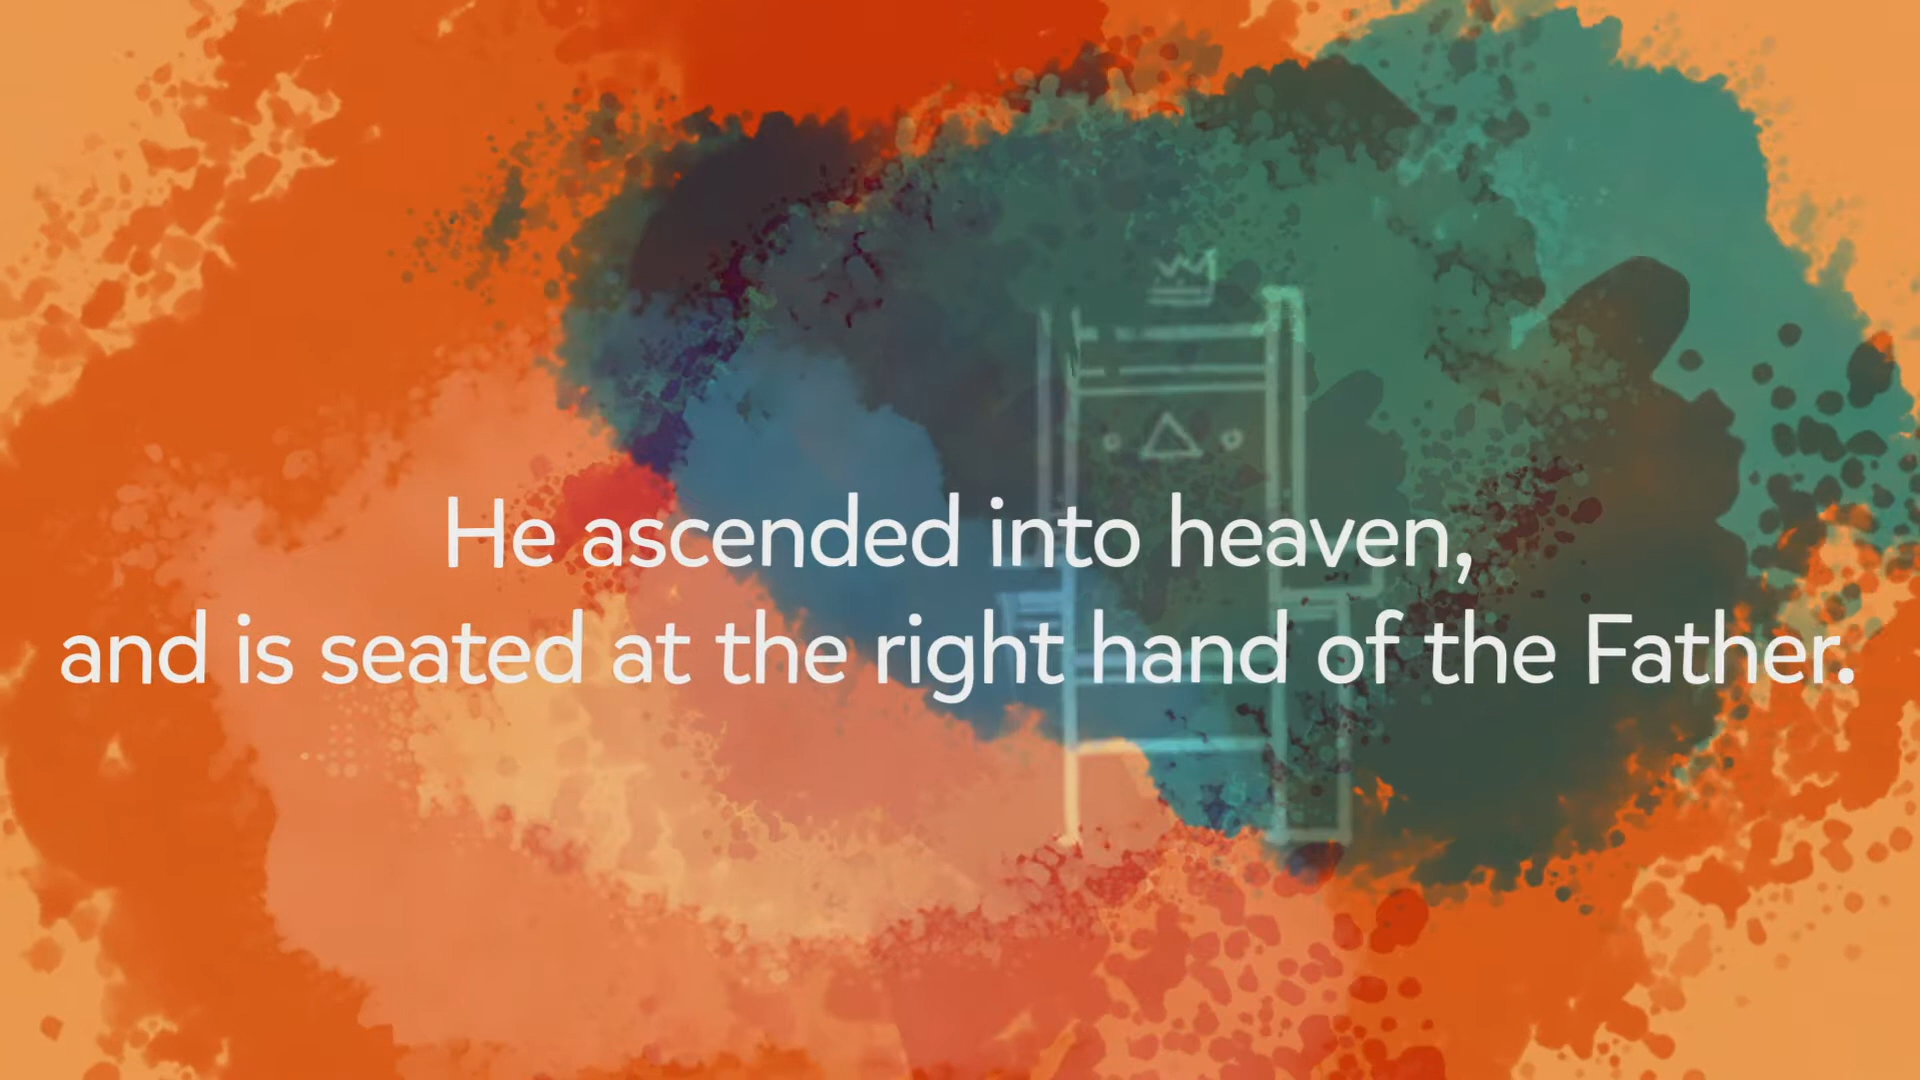 He ascended into heaven,
and is seated at the right hand of the Father.